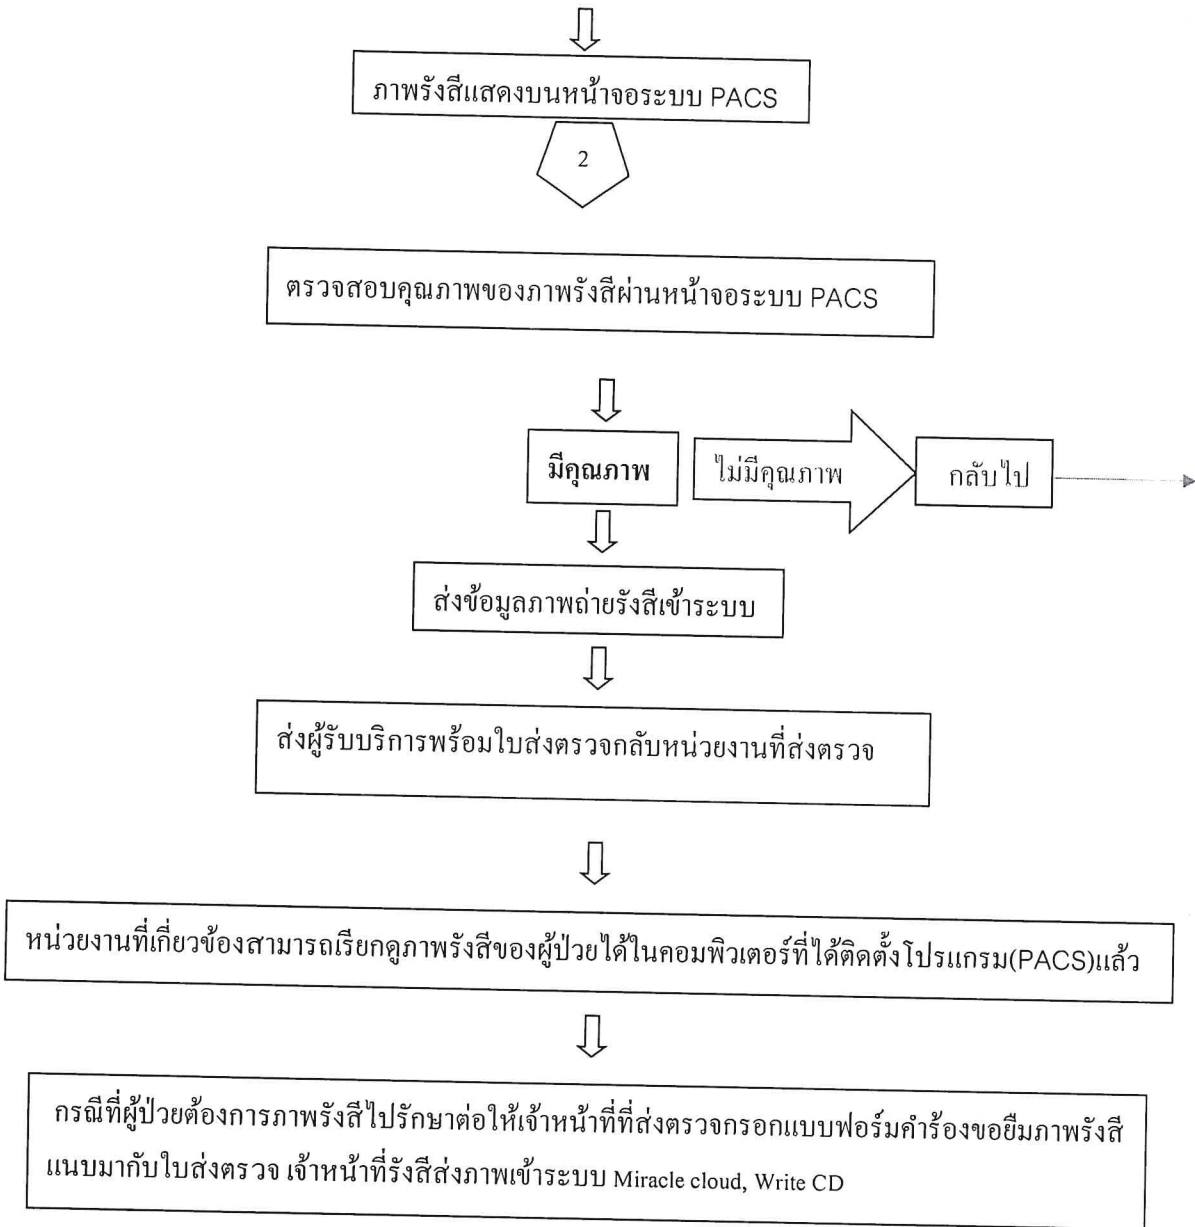 ภาพรังสีแสดงบนหน้าจอระบบ PACS
2
ตรวจสอบคุณภาพของภาพรังสีผ่านหน้าจอระบบ PACS
มีคุณภาพ
ไม่มีคุณภาพ
กลับไป
ส่งข้อมูลภาพถ่ายรังสีเข้าระบบ
ส่งผู้รับบริการพร้อมใบส่งตรวจกลับหน่วยงานที่ส่งตรวจ
หน่วยงานที่เกี่ยวข้องสามารถเรียกดูภาพรังสีของผู้ป่วยได้ในคอมพิวเตอร์ที่ได้ติดตั้งโปรแกรม(PACS)แล้ว
กรณีที่ผู้ป่วยต้องการภาพรังสีไปรักษาต่อให้เจ้าหน้าที่ที่ส่งตรวจกรอกแบบฟอร์มคำร้องขอยืมภาพรังสี
แนบมากับใบส่งตรวจ เจ้าหน้าที่รังสีส่งภาพเข้าระบบ Miracle cloud, Write CD